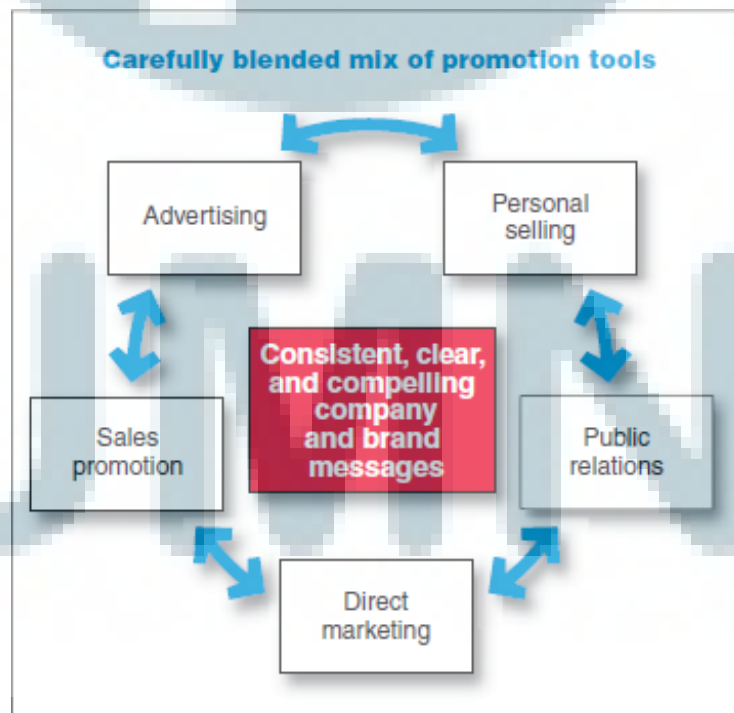 Carefully blended mix of promotion tools
Advertising
Personal
selling
Consistent, clear,
and compelling
company
and brand
messages
Sales
promotion
Public
relations
Direct
marketing